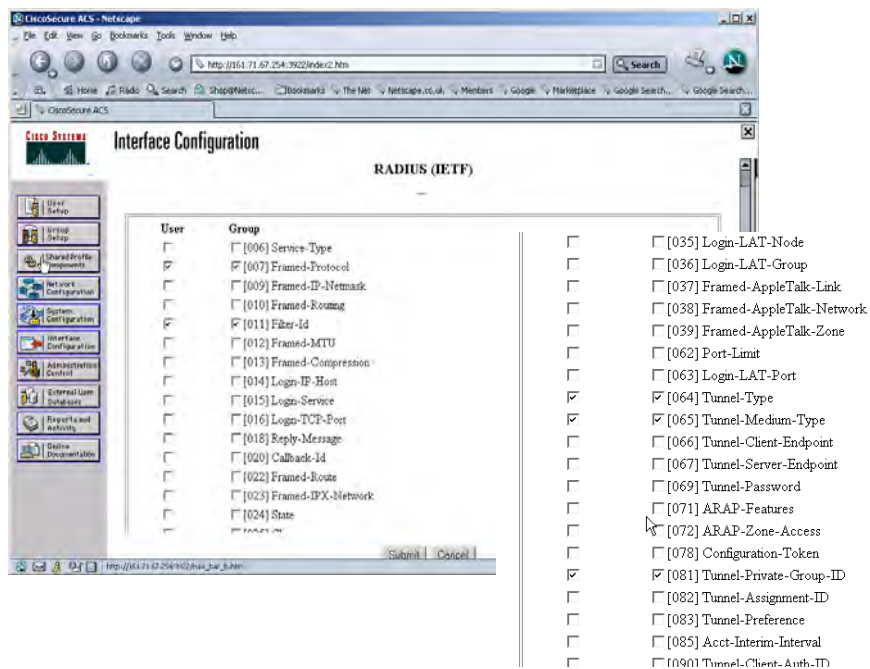 CiscoSecure ACS - Netscape
File Edit View Go Bookmarks Tools Window Help
http://161.71.67.254:3922/index2.htm
Search
Home Radio Search Shop@Netsc... Bookmarks The Net Netscape.co.uk Members Google Marketplace Google Search... Google Search...
CiscoSecure ACS
CISCO SYSTEMS
Interface Configuration
RADIUS (IETF)
User Setup
Group Setup
Shared Profile Components
Network Configuration
System Configuration
Interface Configuration
Administration Control
External User Databases
Reports and Activity
Online Documentation
User Group
[006] Service-Type
[007] Framed-Protocol
[009] Framed-IP-Netmask
[010] Framed-Routing
[011] Filter-Id
[012] Framed-MTU
[013] Framed-Compression
[014] Login-IP-Host
[015] Login-Service
[016] Login-TCP-Port
[018] Reply-Message
[020] Callback-Id
[022] Framed-Route
[023] Framed-IPX-Network
[024] State
Submit Cancel
[035] Login-LAT-Node
[036] Login-LAT-Group
[037] Framed-AppleTalk-Link
[038] Framed-AppleTalk-Network
[039] Framed-AppleTalk-Zone
[062] Port-Limit
[063] Login-LAT-Port
[064] Tunnel-Type
[065] Tunnel-Medium-Type
[066] Tunnel-Client-Endpoint
[067] Tunnel-Server-Endpoint
[069] Tunnel-Password
[071] ARAP-Features
[072] ARAP-Zone-Access
[078] Configuration-Token
[081] Tunnel-Private-Group-ID
[082] Tunnel-Assignment-ID
[083] Tunnel-Preference
[085] Acct-Interim-Interval
[090] Tunnel-Client-Auth-ID